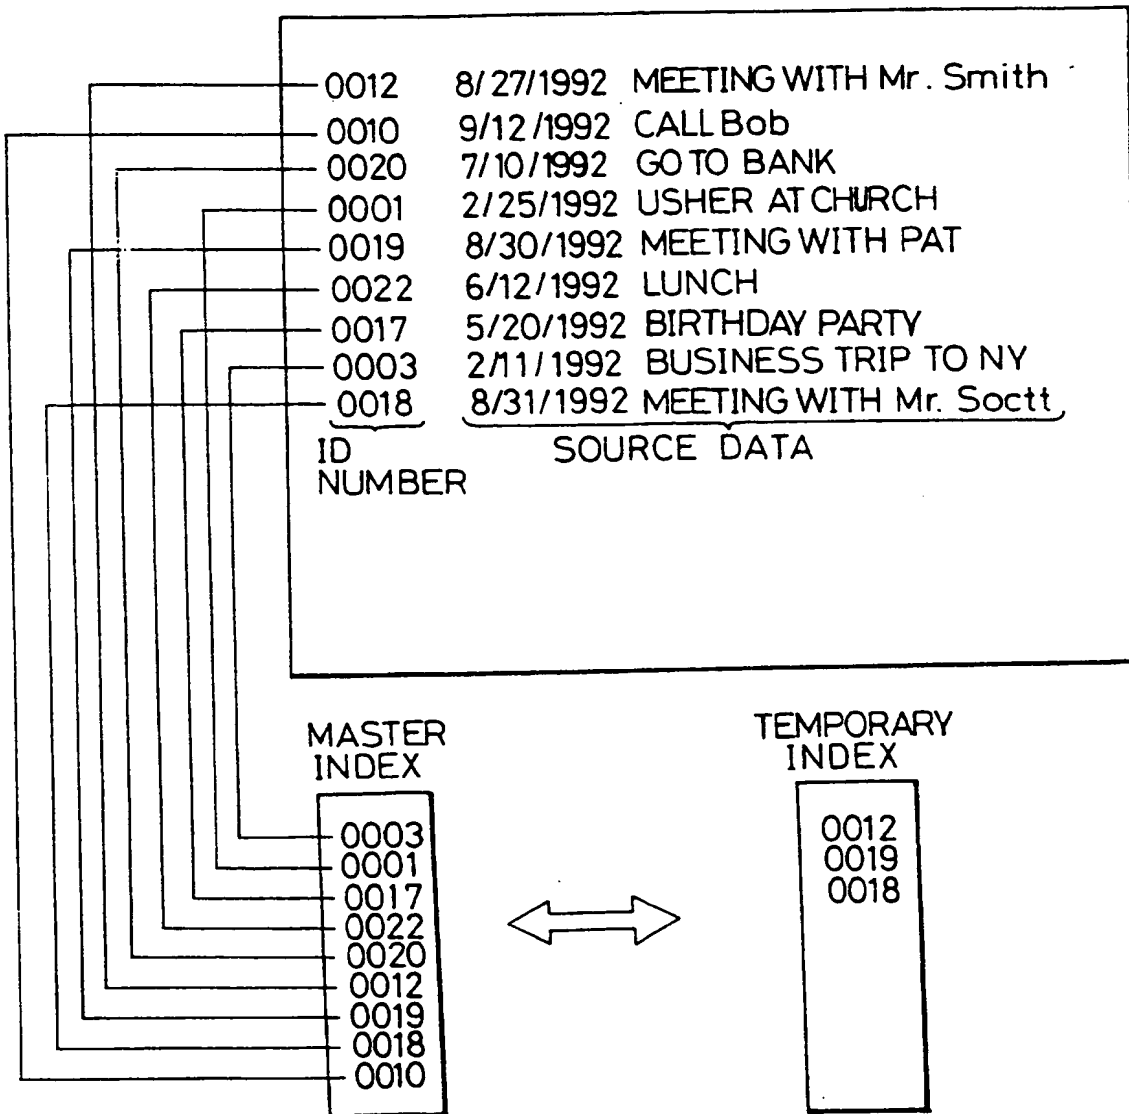 0012 8/27/1992 MEETING WITH Mr. Smith
0010 9/12/1992 CALL Bob
0020 7/10/1992 GO TO BANK
0001 2/25/1992 USHER AT CHURCH
0019 8/30/1992 MEETING WITH PAT
0022 6/12/1992 LUNCH
0017 5/20/1992 BIRTHDAY PARTY
0003 2/11/1992 BUSINESS TRIP TO NY
0018 8/31/1992 MEETING WITH Mr. Soctt
ID
NUMBER
SOURCE DATA
MASTER
INDEX
0003
0001
0017
0022
0020
0012
0019
0018
0010
TEMPORARY
INDEX
0012
0019
0018